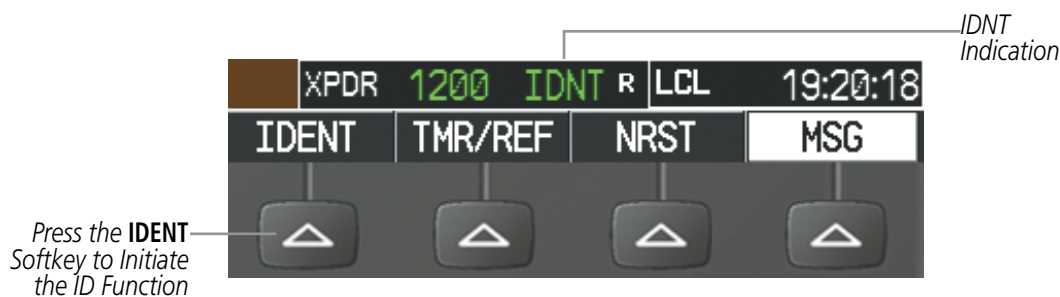 IDNT
Indication
XPDR 1200 IDNT R LCL 19:20:18
IDENT TMR/REF NRST MSG
Press the IDENT
Softkey to Initiate
the ID Function